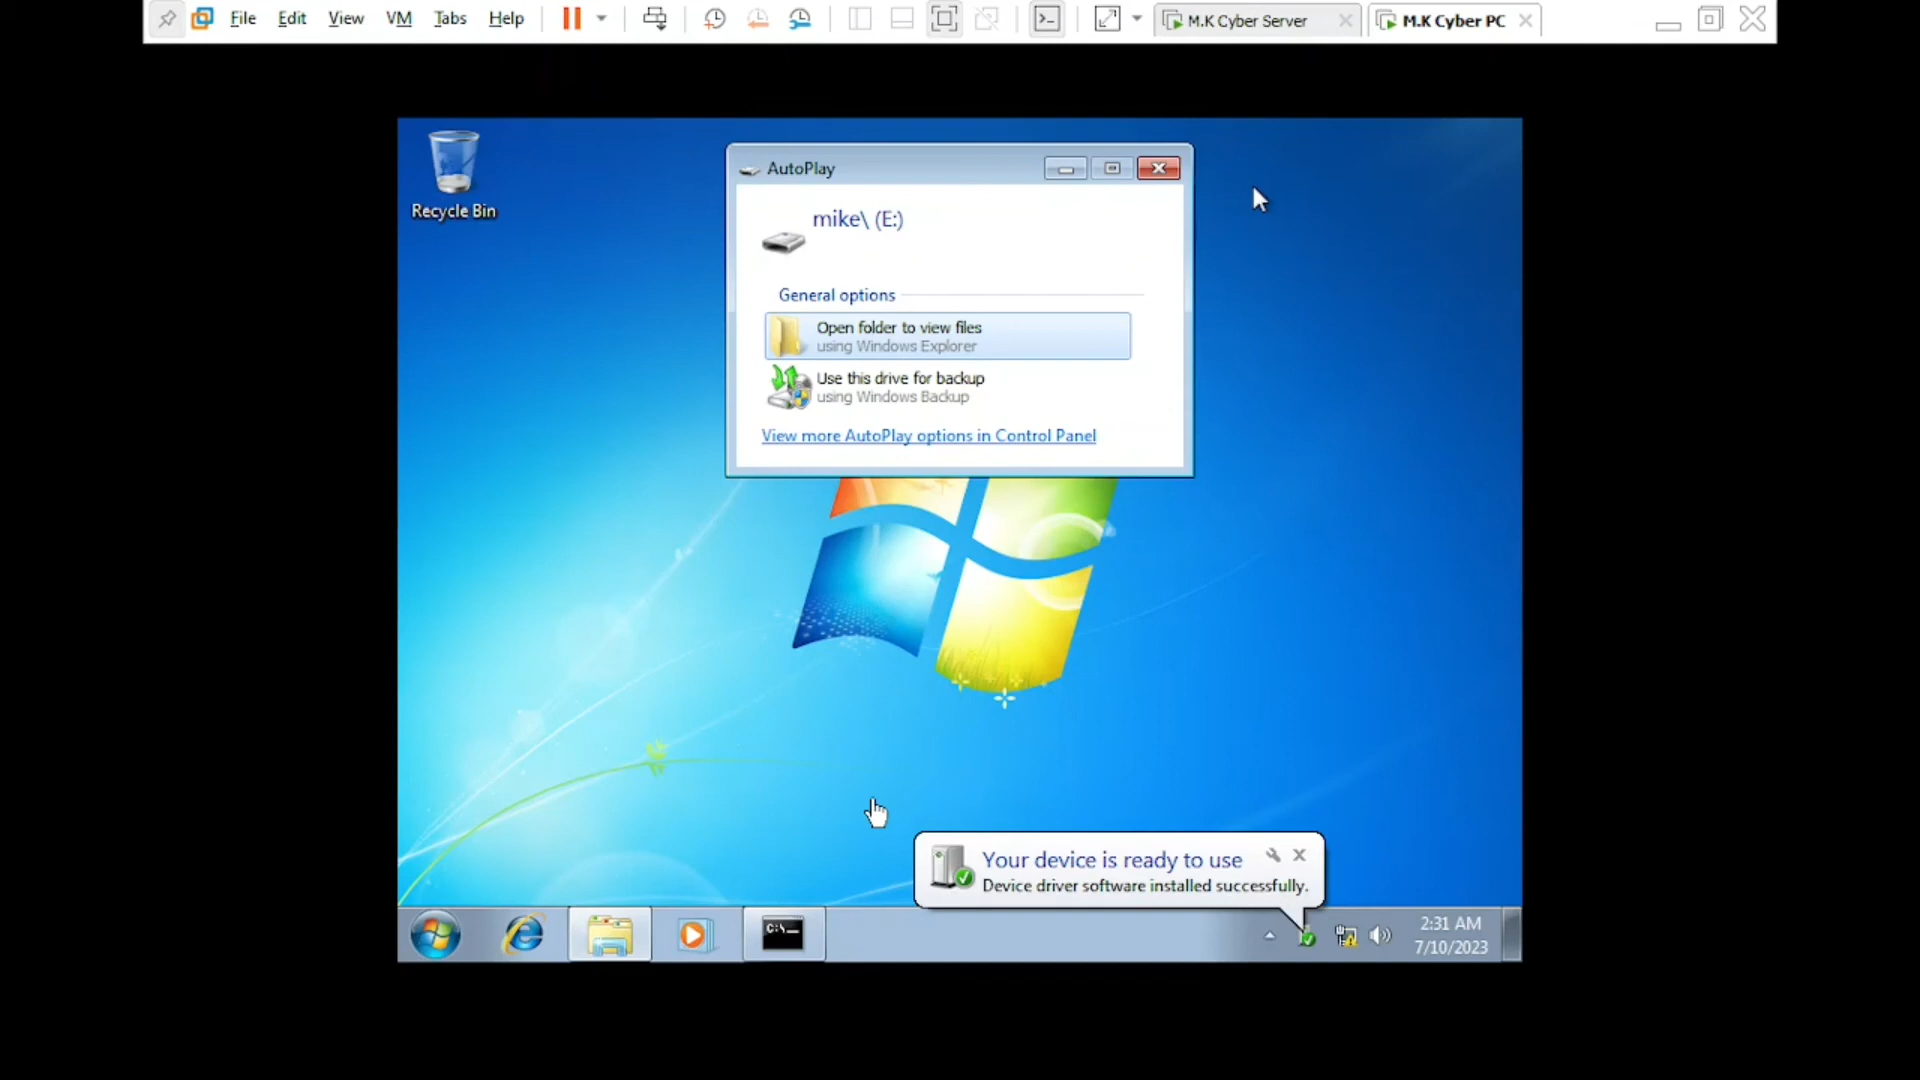 File Edit View VM Tabs Help M.K Cyber Server M.K Cyber PC
Recycle Bin
AutoPlay
mike\ (E:)
General options
Open folder to view files
using Windows Explorer
Use this drive for backup
using Windows Backup
View more AutoPlay options in Control Panel
Your device is ready to use
Device driver software installed successfully.
C:\
2:31 AM
7/10/2023